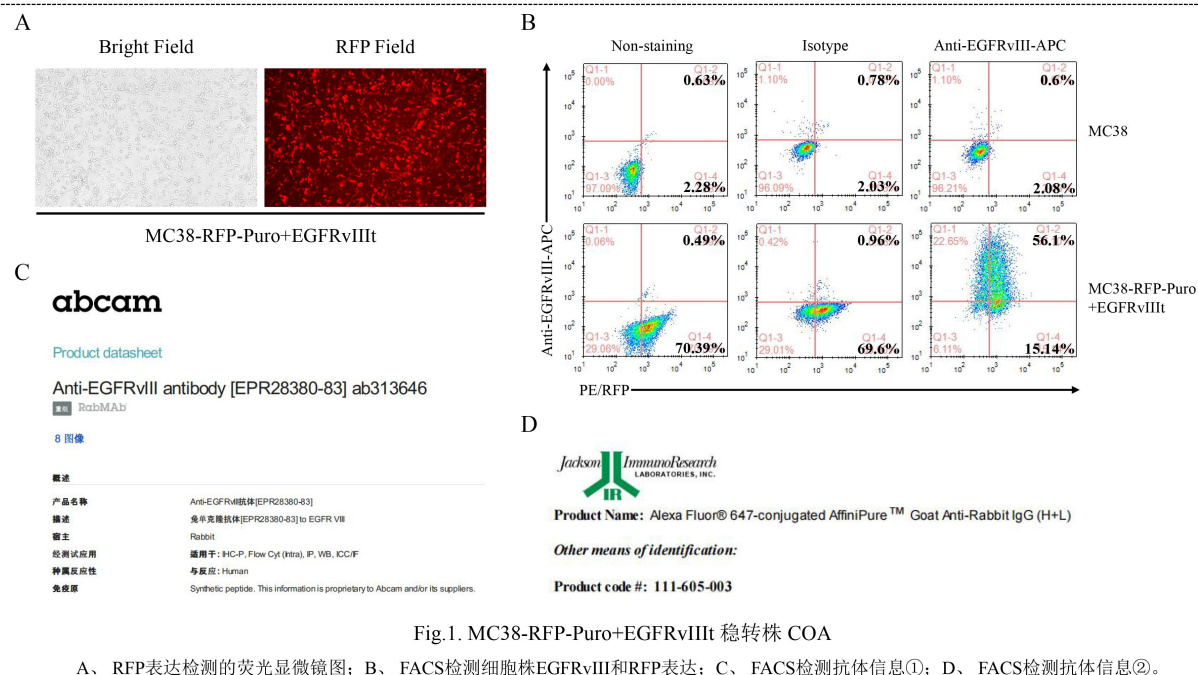 A
Bright Field
RFP Field
MC38-RFP-Puro+EGFRvIIIt
B
Non-staining
Isotype
Anti-EGFRvIII-APC
Q1-1
0.00%
Q1-2
0.63%
Q1-3
97.09%
Q1-4
2.28%
Q1-1
1.10%
Q1-2
0.78%
Q1-3
96.09%
Q1-4
2.03%
Q1-1
1.10%
Q1-2
0.6%
Q1-3
96.21%
Q1-4
2.08%
MC38
Q1-1
0.06%
Q1-2
0.49%
Q1-3
29.06%
Q1-4
70.39%
Q1-1
0.42%
Q1-2
0.96%
Q1-3
29.01%
Q1-4
69.6%
Q1-1
22.65%
Q1-2
56.1%
Q1-3
6.11%
Q1-4
15.14%
MC38-RFP-Puro
+EGFRvIIIt
Anti-EGFRvIII-APC
PE/RFP
C
abcam
Product datasheet
Anti-EGFRvIII antibody [EPR28380-83] ab313646
重组 RabMAb
8 图像
概述
产品名称 Anti-EGFRvIII抗体[EPR28380-83]
描述 兔单克隆抗体[EPR28380-83] to EGFR VIII
宿主 Rabbit
经测试应用 适用于: IHC-P, Flow Cyt (Intra), IP, WB, ICC/IF
种属反应性 与反应: Human
免疫原 Synthetic peptide. This information is proprietary to Abcam and/or its suppliers.
D
Jackson ImmunoResearch
LABORATORIES, INC.
IR
Product Name: Alexa Fluor® 647-conjugated AffiniPure™ Goat Anti-Rabbit IgG (H+L)
Other means of identification:
Product code #: 111-605-003
Fig.1. MC38-RFP-Puro+EGFRvIIIt 稳转株 COA
A、 RFP表达检测的荧光显微镜图；B、 FACS检测细胞株EGFRvIII和RFP表达；C、 FACS检测抗体信息①；D、 FACS检测抗体信息②。